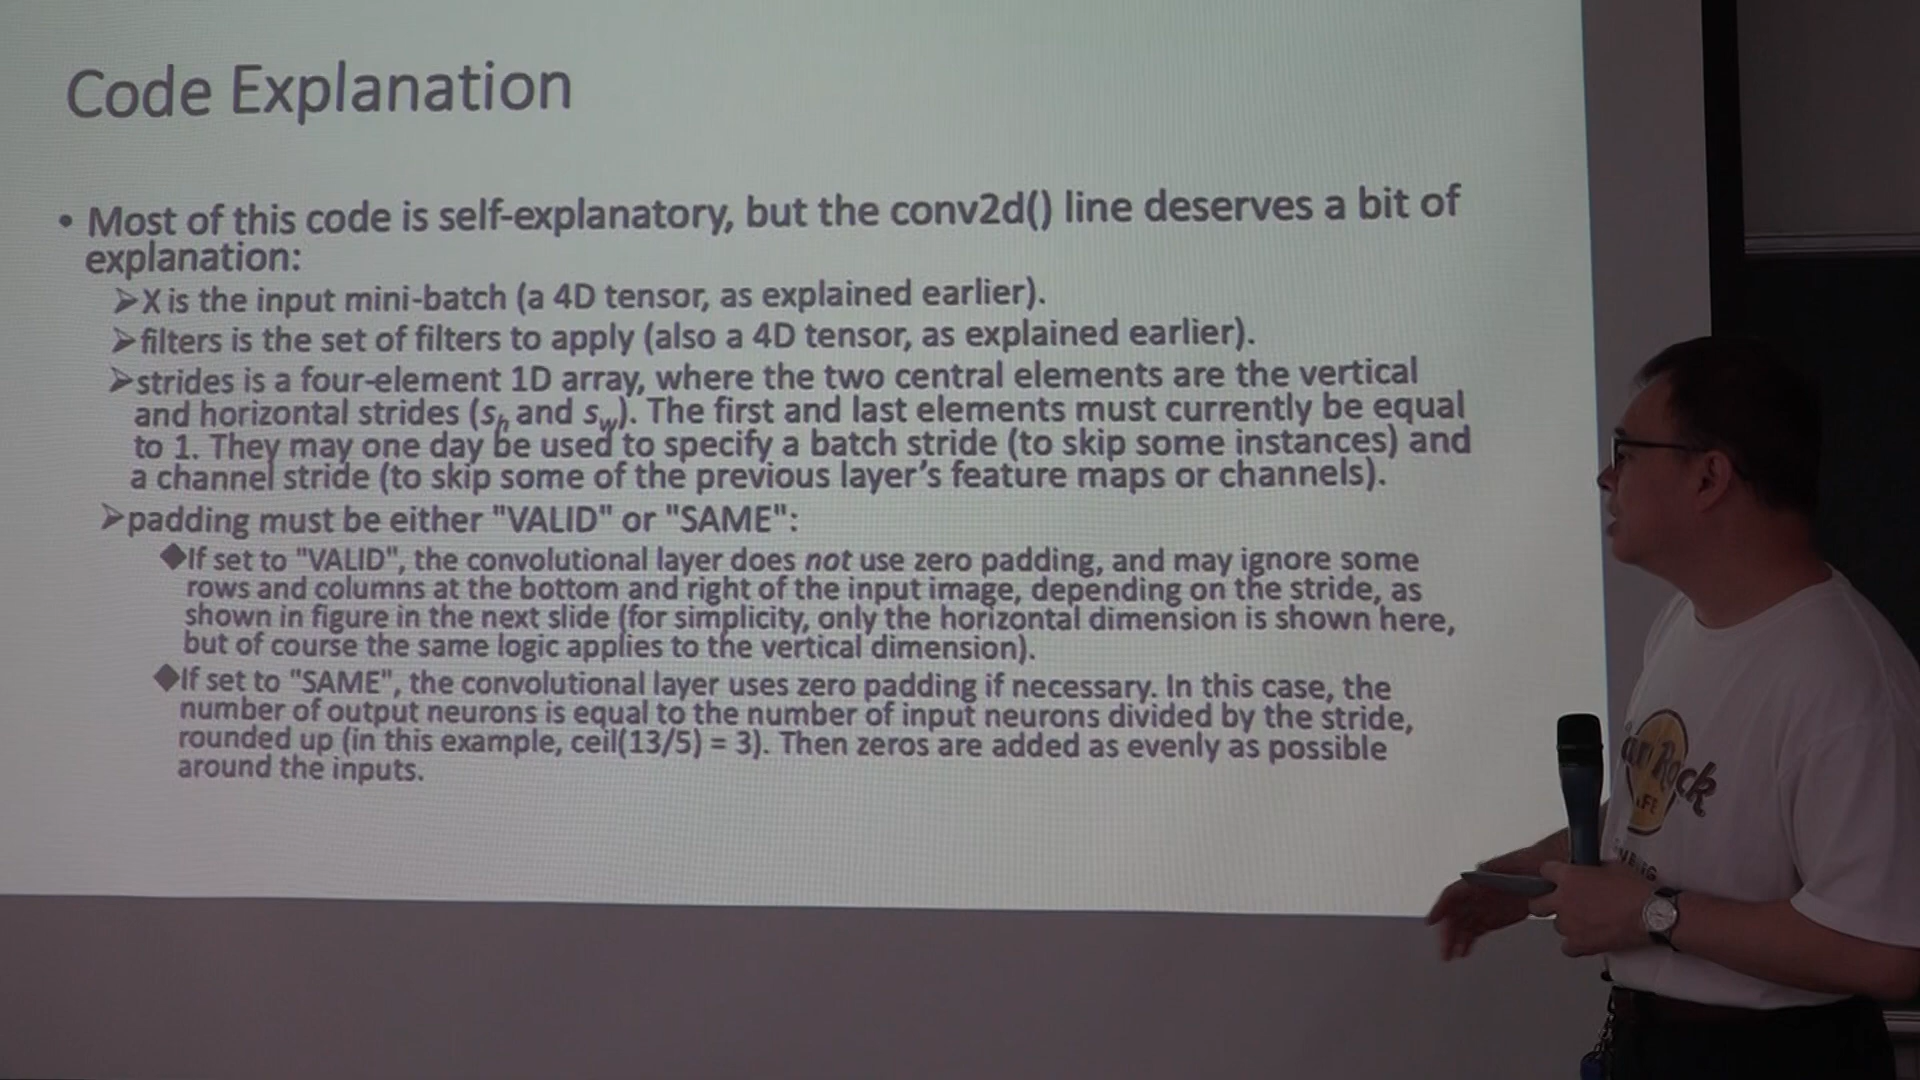 Code Explanation
• Most of this code is self-explanatory, but the conv2d() line deserves a bit of
explanation:
➢X is the input mini-batch (a 4D tensor, as explained earlier).
➢filters is the set of filters to apply (also a 4D tensor, as explained earlier).
➢strides is a four-element 1D array, where the two central elements are the vertical
and horizontal strides (sh and sw). The first and last elements must currently be equal
to 1. They may one day be used to specify a batch stride (to skip some instances) and
a channel stride (to skip some of the previous layer's feature maps or channels).
➢padding must be either "VALID" or "SAME":
◆If set to "VALID", the convolutional layer does not use zero padding, and may ignore some
rows and columns at the bottom and right of the input image, depending on the stride, as
shown in figure in the next slide (for simplicity, only the horizontal dimension is shown here,
but of course the same logic applies to the vertical dimension).
◆If set to "SAME", the convolutional layer uses zero padding if necessary. In this case, the
number of output neurons is equal to the number of input neurons divided by the stride,
rounded up (in this example, ceil(13/5) = 3). Then zeros are added as evenly as possible
around the inputs.
Rock